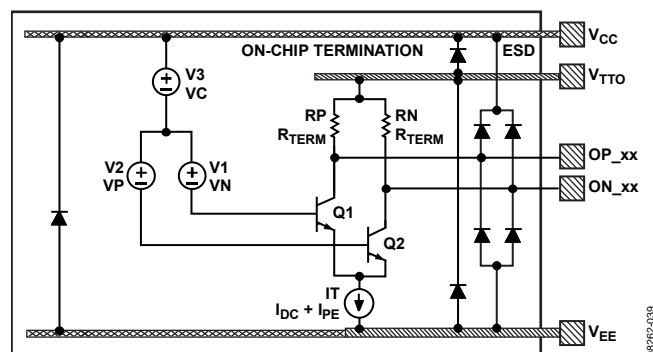 VCC
ON-CHIP TERMINATION
ESD
V3
VC
VTTO
RP
RTERM
RN
RTERM
V2
VP
V1
VN
OP_xx
ON_xx
Q1
Q2
IT
IDC + IPE
VEE
08262-039